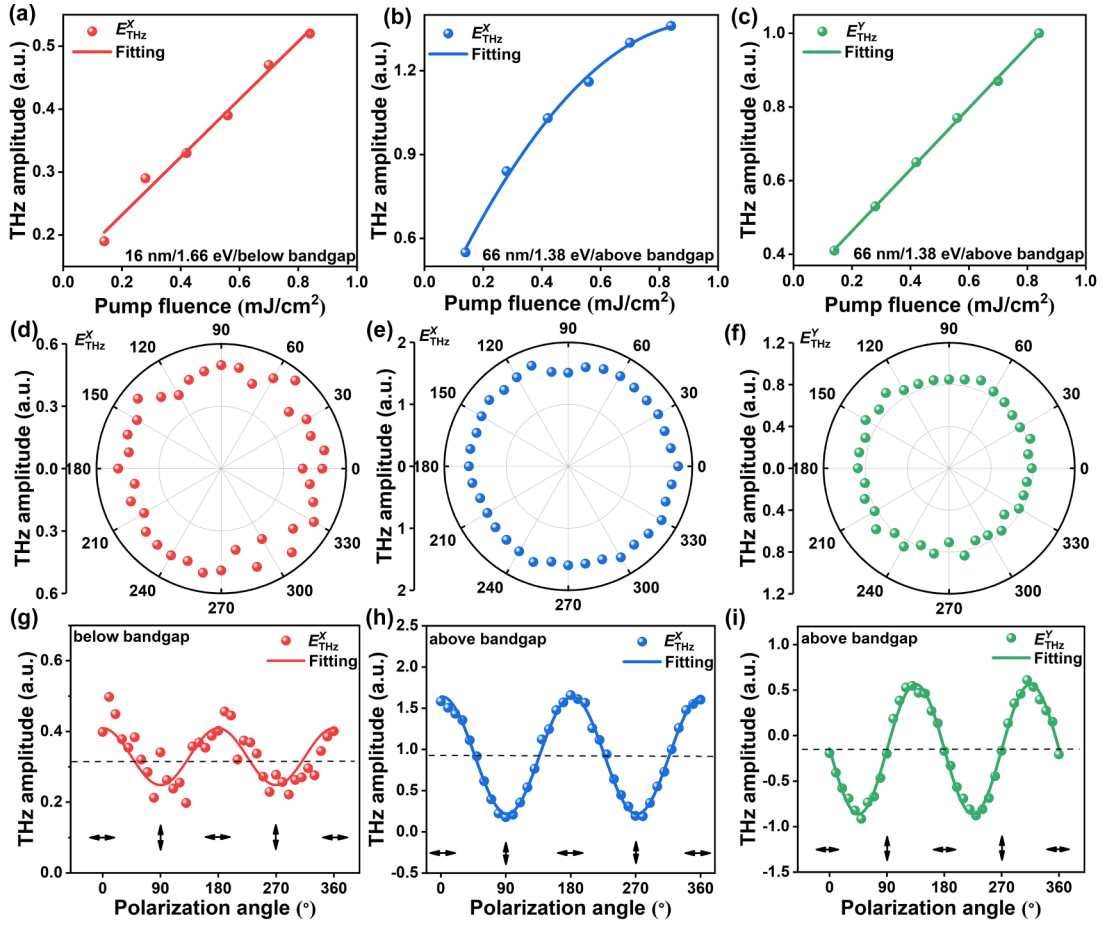 (a)
E^X_THz
Fitting
0.5
0.4
0.3
0.2
THz amplitude (a.u.)
16 nm/1.66 eV/below bandgap
0.0 0.2 0.4 0.6 0.8 1.0
Pump fluence (mJ/cm²)
(b)
E^X_THz
Fitting
1.2
0.9
0.6
THz amplitude (a.u.)
66 nm/1.38 eV/above bandgap
0.0 0.2 0.4 0.6 0.8 1.0
Pump fluence (mJ/cm²)
(c)
E^Y_THz
Fitting
1.0
0.8
0.6
0.4
THz amplitude (a.u.)
66 nm/1.38 eV/above bandgap
0.0 0.2 0.4 0.6 0.8 1.0
Pump fluence (mJ/cm²)
(d)
E^X_THz
THz amplitude (a.u.)
0.6
0.3
0.0
0.3
0.6
90
120 60
150 30
180 0
210 330
240 300
270
(e)
E^X_THz
THz amplitude (a.u.)
2
1
0
1
2
90
120 60
150 30
180 0
210 330
240 300
270
(f)
E^Y_THz
THz amplitude (a.u.)
1.2
0.8
0.4
0.0
0.4
0.8
1.2
90
120 60
150 30
180 0
210 330
240 300
270
(g)
below bandgap
E^X_THz
Fitting
0.6
0.4
0.2
0.0
THz amplitude (a.u.)
0 90 180 270 360
Polarization angle (°)
(h)
above bandgap
E^X_THz
Fitting
2.5
2.0
1.5
1.0
0.5
0.0
-0.5
THz amplitude (a.u.)
0 90 180 270 360
Polarization angle (°)
(i)
above bandgap
E^Y_THz
Fitting
1.0
0.5
0.0
-0.5
-1.0
-1.5
THz amplitude (a.u.)
0 90 180 270 360
Polarization angle (°)